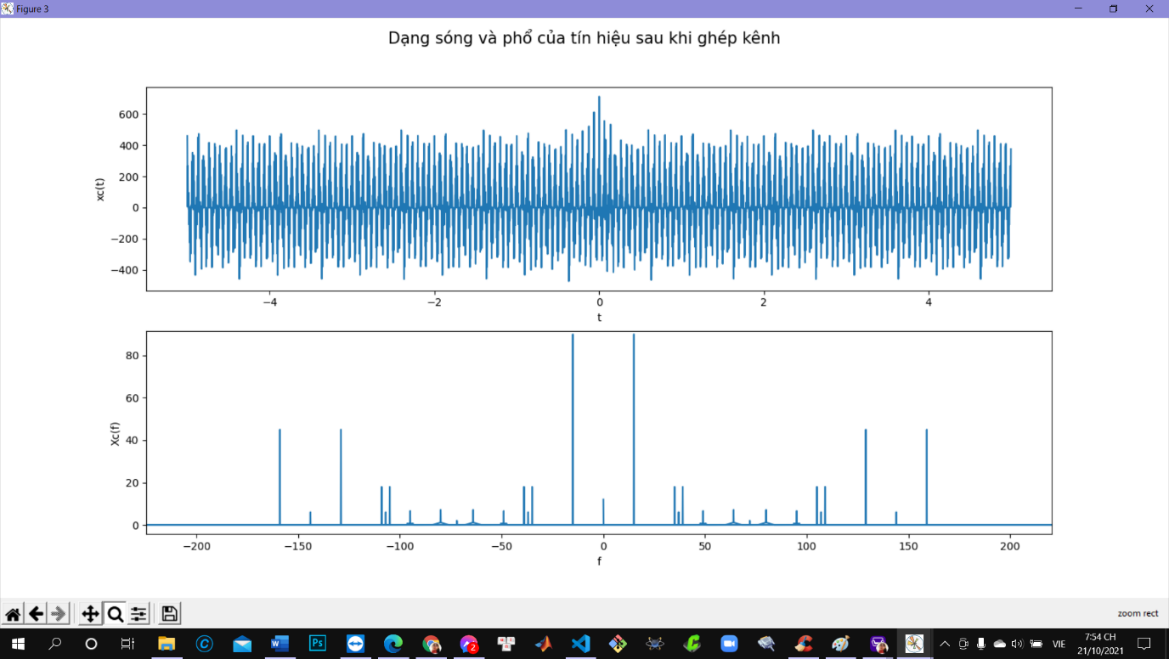 Figure 3
Dạng sóng và phổ của tín hiệu sau khi ghép kênh
600
400
200
0
−200
−400
xc(t)
−4 −2 0 2 4
t
80
60
40
20
0
Xc(f)
−200 −150 −100 −50 0 50 100 150 200
f
zoom rect
W Ps 2 VIE 7:54 CH
21/10/2021